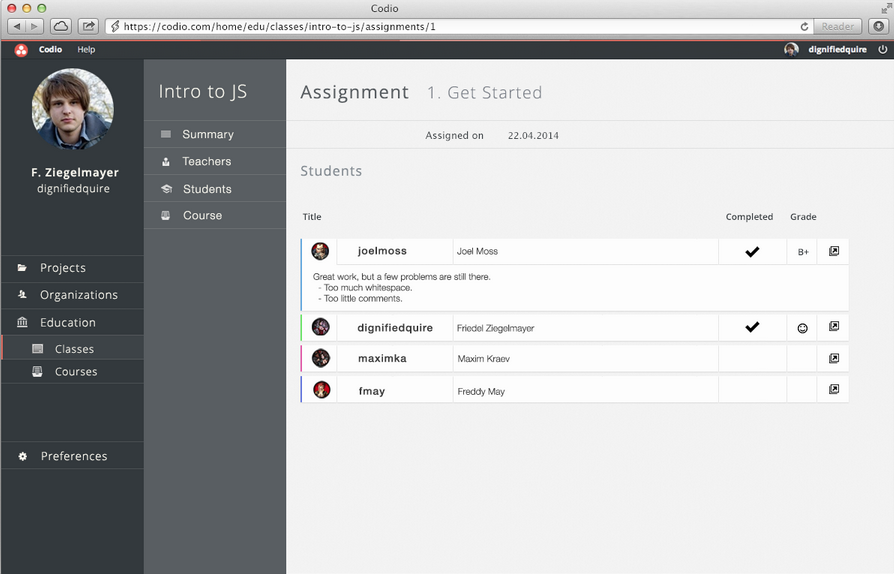 Codio
https://codio.com/home/edu/classes/intro-to-js/assignments/1
Reader
Codio Help
dignifiedquire
F. Ziegelmayer
dignifiedquire
Projects
Organizations
Education
Classes
Courses
Preferences
Intro to JS
Summary
Teachers
Students
Course
Assignment 1. Get Started
Assigned on 22.04.2014
Students
Title Completed Grade
joelmoss Joel Moss B+
Great work, but a few problems are still there.
- Too much whitespace.
- Too little comments.
dignifiedquire Friedel Ziegelmayer
maximka Maxim Kraev
fmay Freddy May